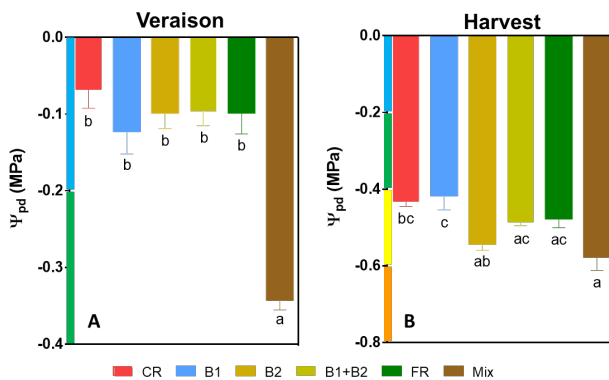 Veraison
Harvest
Ψpd (MPa)
0.0
-0.1
-0.2
-0.3
-0.4
b b b b b a
A
Ψpd (MPa)
0.0
-0.2
-0.4
-0.6
-0.8
bc c ab ac ac a
B
CR B1 B2 B1+B2 FR Mix